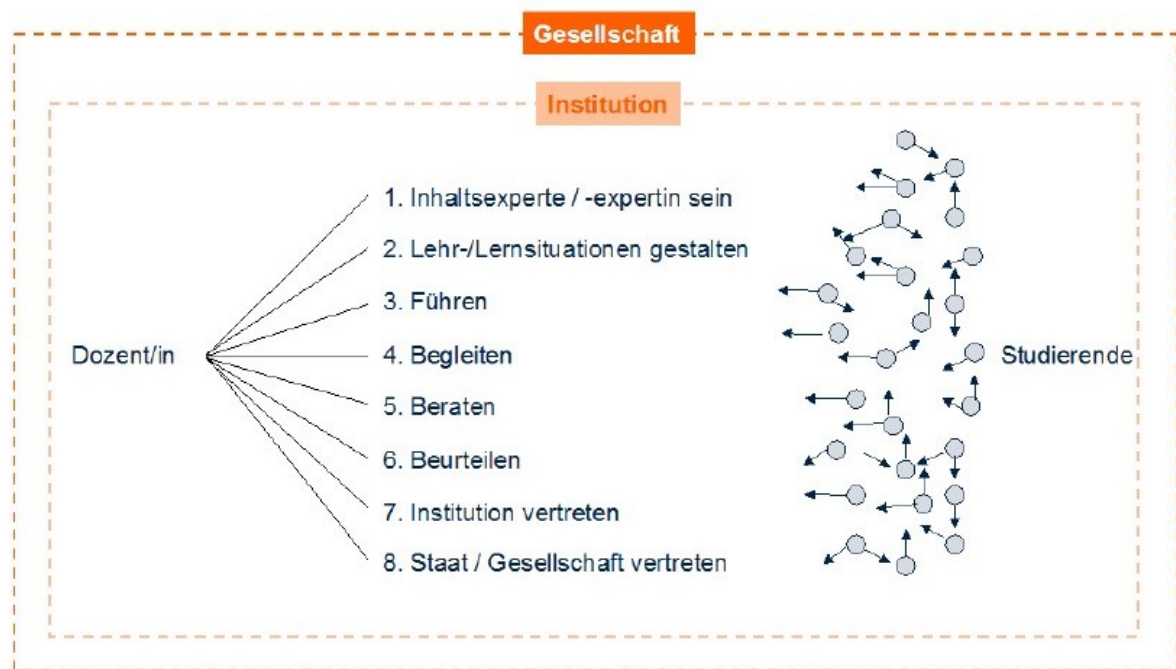 Gesellschaft
Institution
1. Inhaltsexperte / -expertin sein
2. Lehr-/Lernsituationen gestalten
3. Führen
Dozent/in
4. Begleiten
Studierende
5. Beraten
6. Beurteilen
7. Institution vertreten
8. Staat / Gesellschaft vertreten